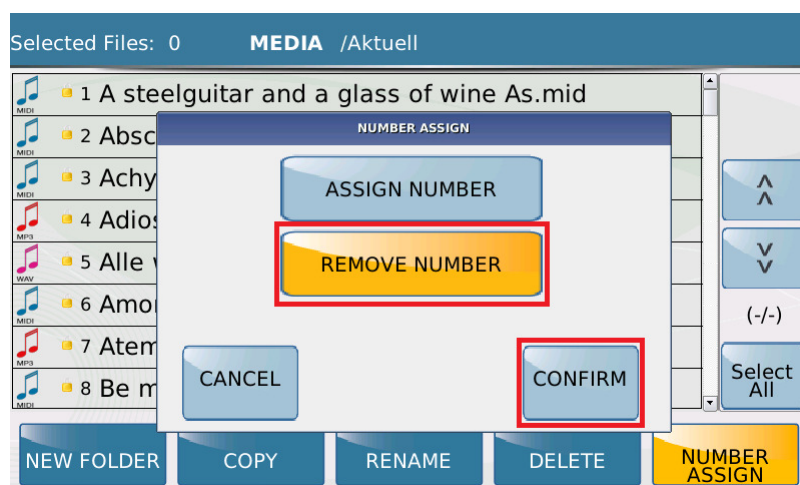 Selected Files: 0 MEDIA /Aktuell
MIDI 1 A steelguitar and a glass of wine As.mid
NUMBER ASSIGN
MIDI 2 Absc
MIDI 3 Achy
ASSIGN NUMBER
MP3 4 Adios
WAV 5 Alle
REMOVE NUMBER
MIDI 6 Amo
(-/-)
MP3 7 Atem
MIDI 8 Be m
CANCEL CONFIRM
Select
All
NEW FOLDER COPY RENAME DELETE NUMBER
ASSIGN